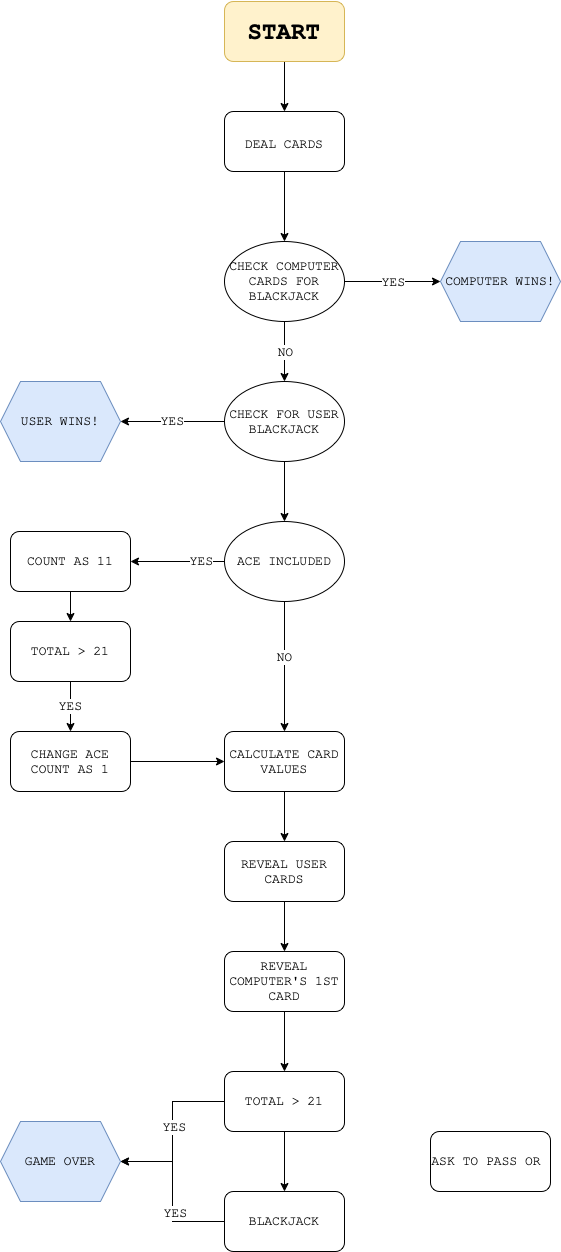 START
DEAL CARDS
CHECK COMPUTER
CARDS FOR
BLACKJACK
YES
COMPUTER WINS!
NO
USER WINS!
YES
CHECK FOR USER
BLACKJACK
COUNT AS 11
YES
ACE INCLUDED
TOTAL > 21
NO
YES
CHANGE ACE
COUNT AS 1
CALCULATE CARD
VALUES
REVEAL USER
CARDS
REVEAL
COMPUTER'S 1ST
CARD
TOTAL > 21
YES
GAME OVER
ASK TO PASS OR
YES
BLACKJACK